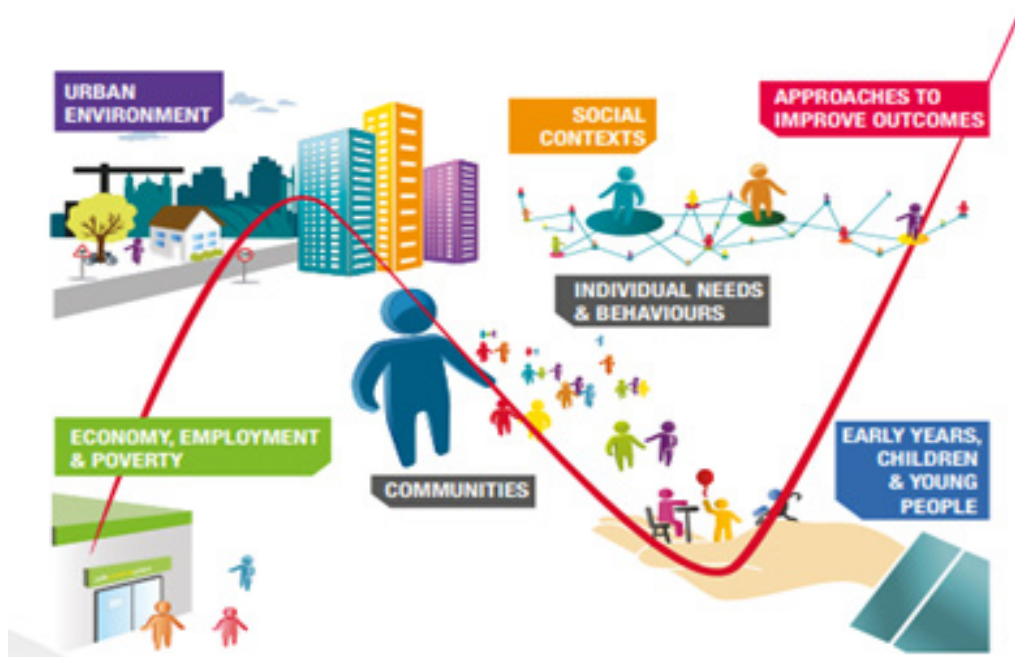 URBAN
ENVIRONMENT
SOCIAL
CONTEXTS
APPROACHES TO
IMPROVE OUTCOMES
INDIVIDUAL NEEDS
& BEHAVIOURS
ECONOMY, EMPLOYMENT
& POVERTY
COMMUNITIES
EARLY YEARS,
CHILDREN
& YOUNG
PEOPLE